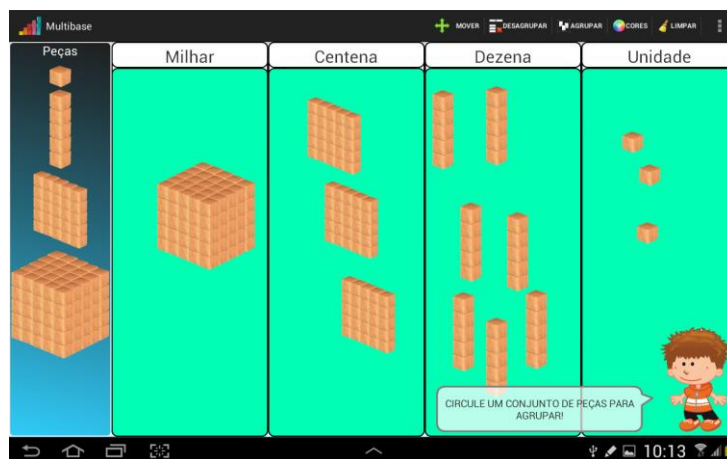 Multibase
MOVER
DESAGRUPAR
AGRUPAR
CORES
LIMPAR
Peças
Milhar
Centena
Dezena
Unidade
CIRCULE UM CONJUNTO DE PEÇAS PARA
AGRUPAR!
10:13